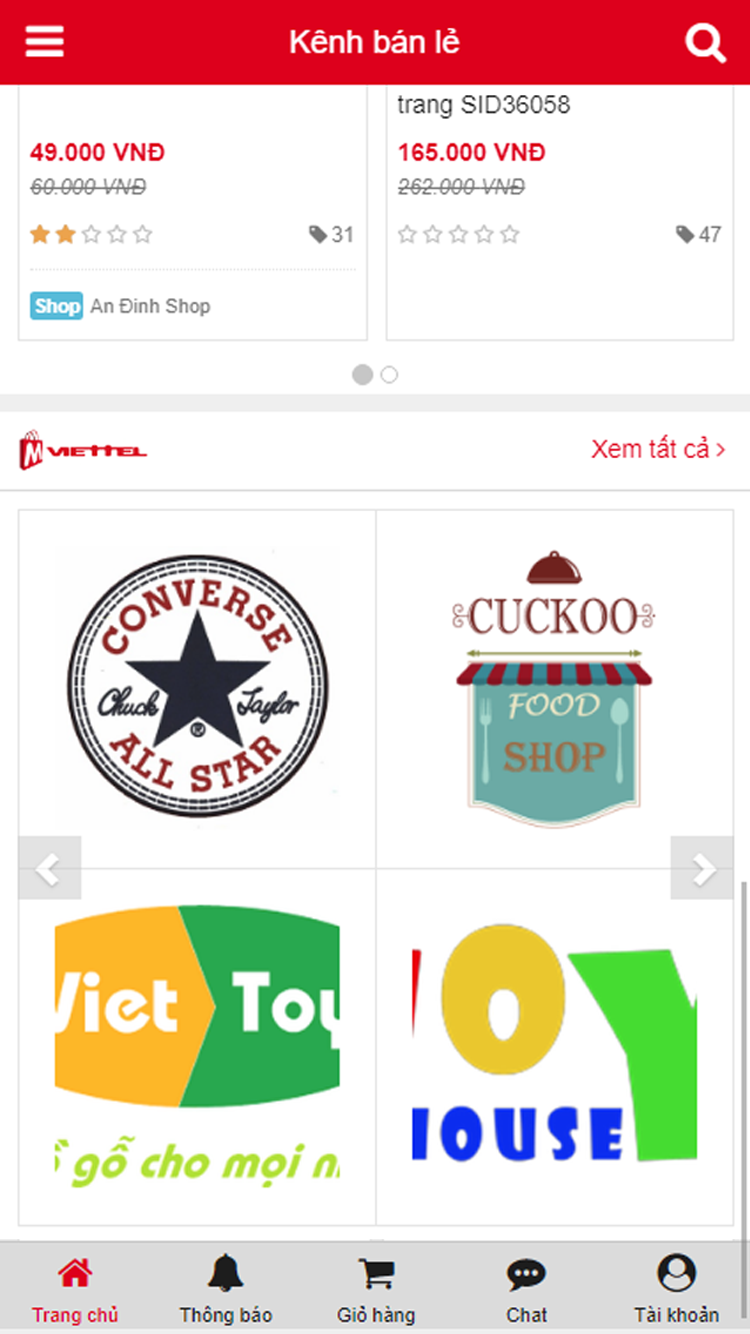 Kênh bán lẻ
trang SID36058
49.000 VNĐ
165.000 VNĐ
60.000 VNĐ
262.000 VNĐ
31
47
Shop An Đinh Shop
M VIETTEL
Xem tất cả
CONVERSE
Chuck Taylor
®
ALL STAR
CUCKOO
FOOD
SHOP
Viet Toy
gỗ cho mọi
OY
HOUSE
Trang chủ
Thông báo
Giỏ hàng
Chat
Tài khoản